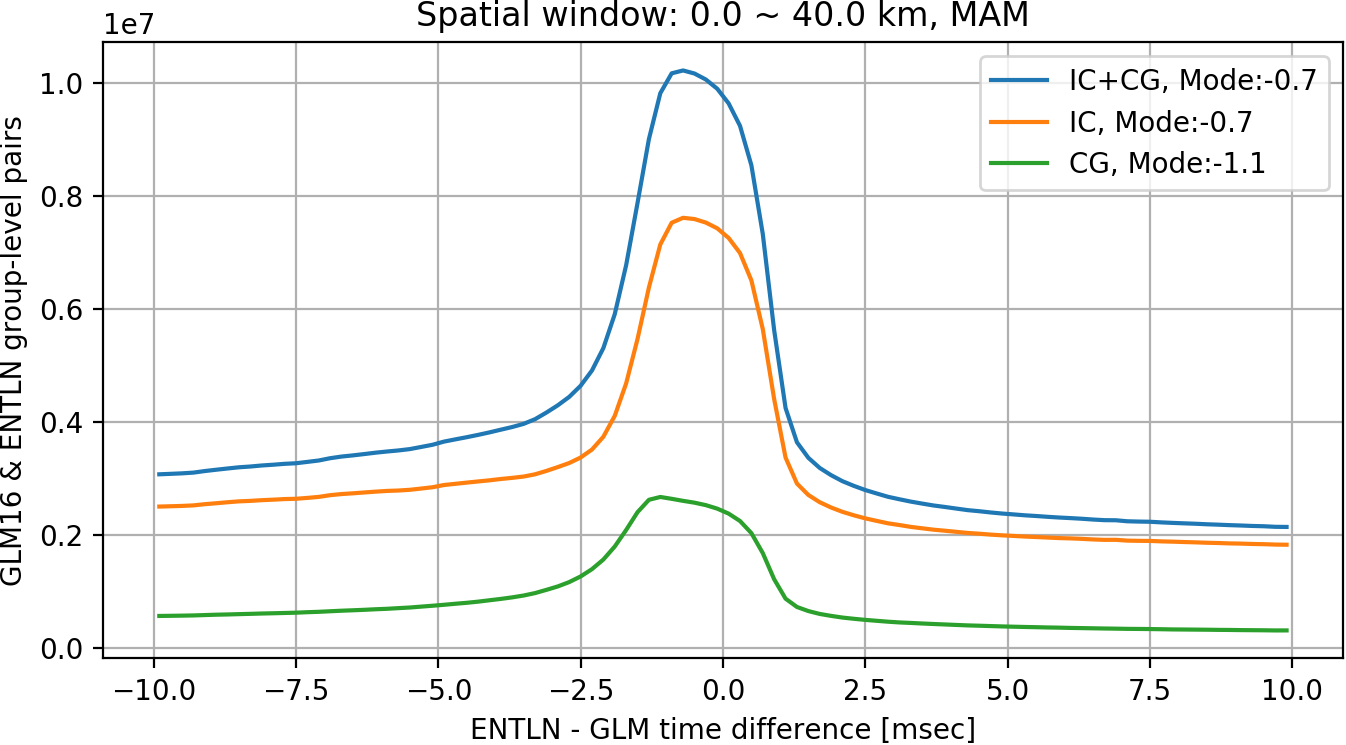 Spatial window: 0.0 ~ 40.0 km, MAM
1e7
GLM16 & ENTLN group-level pairs
1.0
0.8
0.6
0.4
0.2
0.0
IC+CG, Mode:-0.7
IC, Mode:-0.7
CG, Mode:-1.1
−10.0 −7.5 −5.0 −2.5 0.0 2.5 5.0 7.5 10.0
ENTLN - GLM time difference [msec]